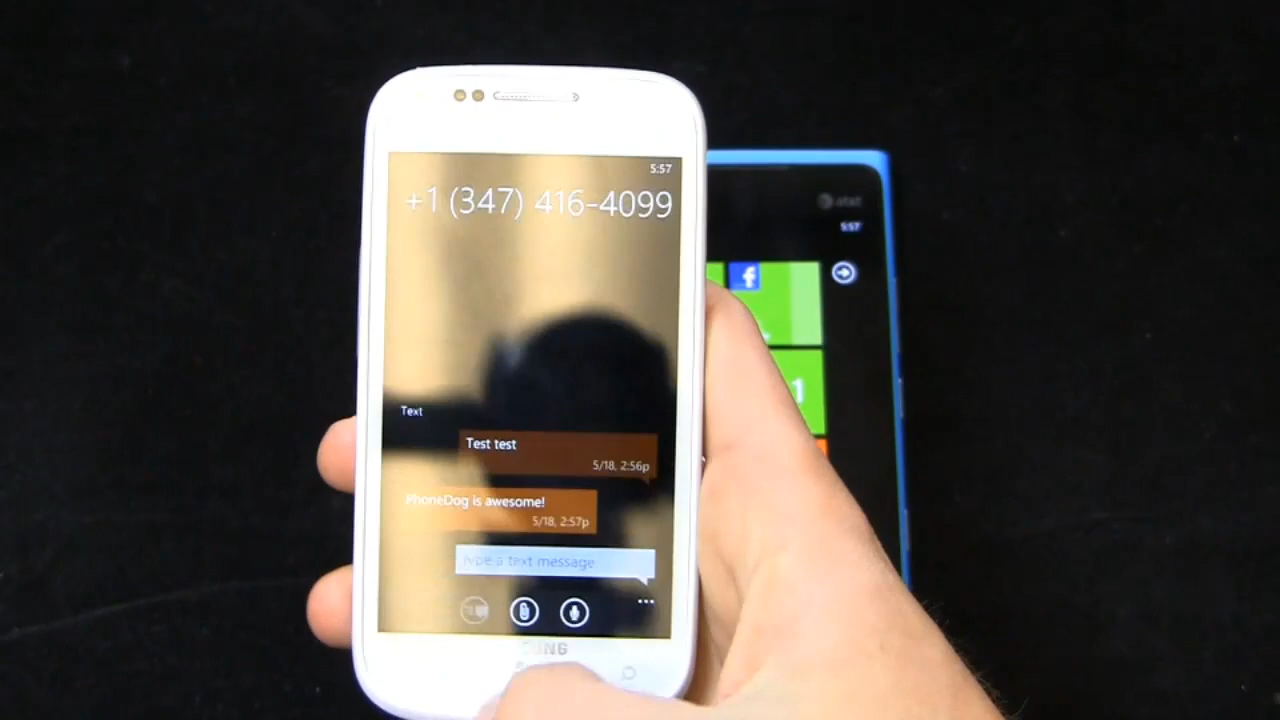 5:57
+1 (347) 416-4099
Text
Test test
5/18, 2:56p
PhoneDog is awesome!
5/18, 2:57p
Type a text message
...
at&t
5:57
f
1